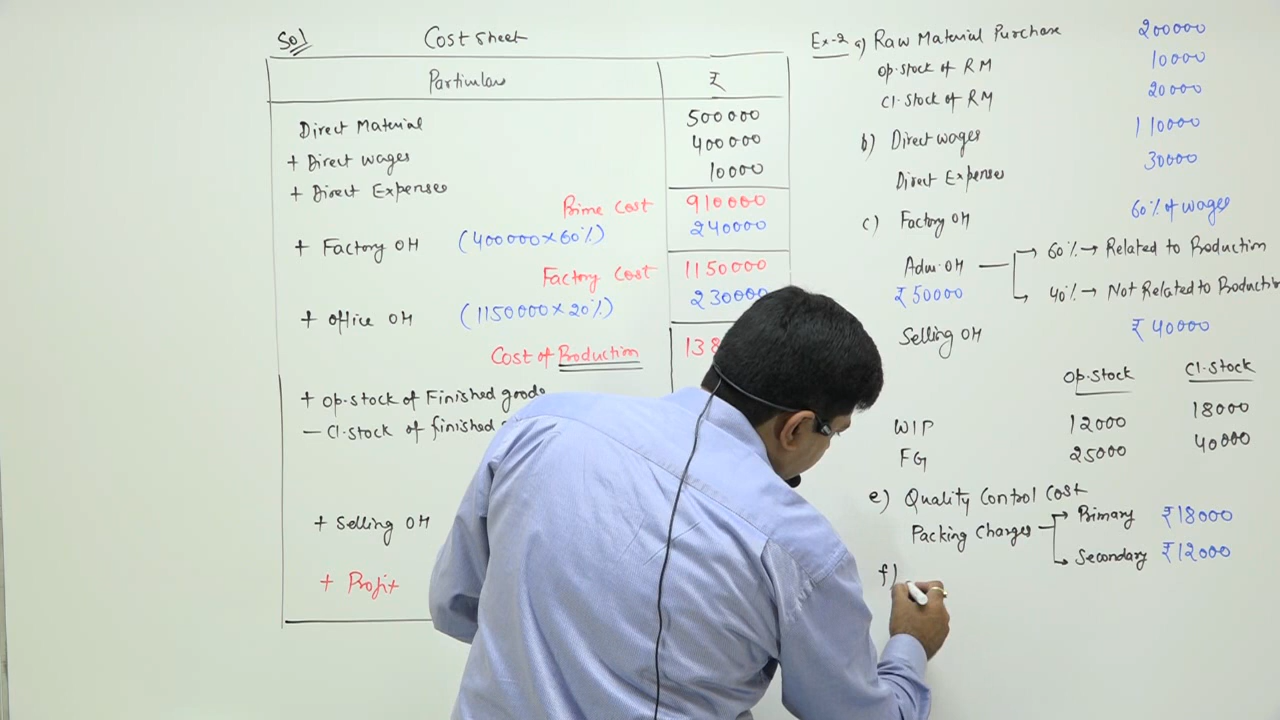 Sol
Cost Sheet
Particulars ₹
Direct Material 500000
+ Direct wages 400000
+ Direct Expenses 10000
Prime Cost 910000
+ Factory OH (400000×60%) 240000
Factory Cost 1150000
+ Office OH (1150000×20%) 230000
Cost of Production 138
+ Op.stock of Finished goods
- Cl.stock of finished
+ Selling OH
+ Profit
Ex-2 a) Raw Material Purchase 200000
Op.stock of RM 10000
Cl.stock of RM 20000
b) Direct wages 110000
Direct Expenses 30000
c) Factory OH 60% of wages
Adm.OH 60% → Related to Production
₹50000 40% → Not Related to Production
Selling OH ₹40000
Op.stock Cl.stock
WIP 12000 18000
FG 25000 40000
e) Quality Control Cost
Packing Charges Primary ₹18000
Secondary ₹12000
f)